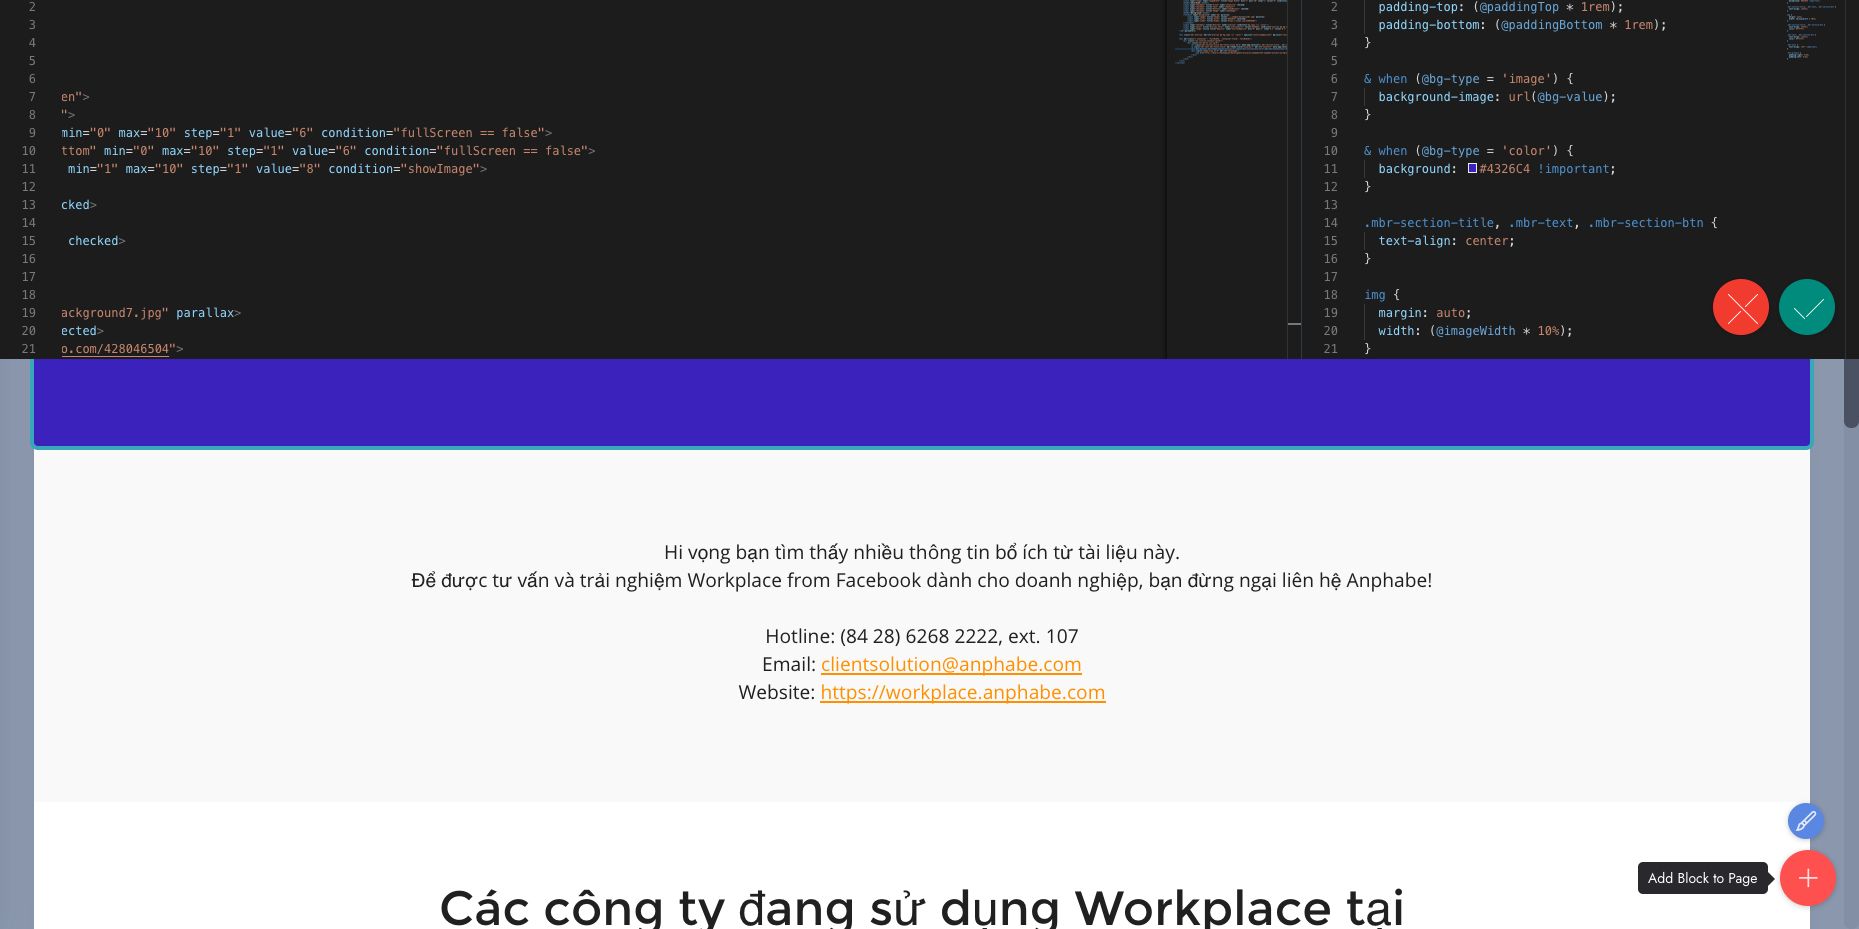 2
3
4
5
6
7 en">
8 ">
9 min="0" max="10" step="1" value="6" condition="fullScreen == false">
10 ttom" min="0" max="10" step="1" value="6" condition="fullScreen == false">
11 min="1" max="10" step="1" value="8" condition="showImage">
12
13 cked>
14
15 checked>
16
17
18
19 ackground7.jpg" parallax>
20 ected>
21 o.com/428046504">
2 padding-top: (@paddingTop * 1rem);
3 padding-bottom: (@paddingBottom * 1rem);
4 }
5
6 & when (@bg-type = 'image') {
7 background-image: url(@bg-value);
8 }
9
10 & when (@bg-type = 'color') {
11 background: #4326C4 !important;
12 }
13
14 .mbr-section-title, .mbr-text, .mbr-section-btn {
15 text-align: center;
16 }
17
18 img {
19 margin: auto;
20 width: (@imageWidth * 10%);
21 }
Hi vọng bạn tìm thấy nhiều thông tin bổ ích từ tài liệu này.
Để được tư vấn và trải nghiệm Workplace from Facebook dành cho doanh nghiệp, bạn đừng ngại liên hệ Anphabe!
Hotline: (84 28) 6268 2222, ext. 107
Email: clientsolution@anphabe.com
Website: https://workplace.anphabe.com
Add Block to Page
Các công ty đang sử dụng Workplace tại